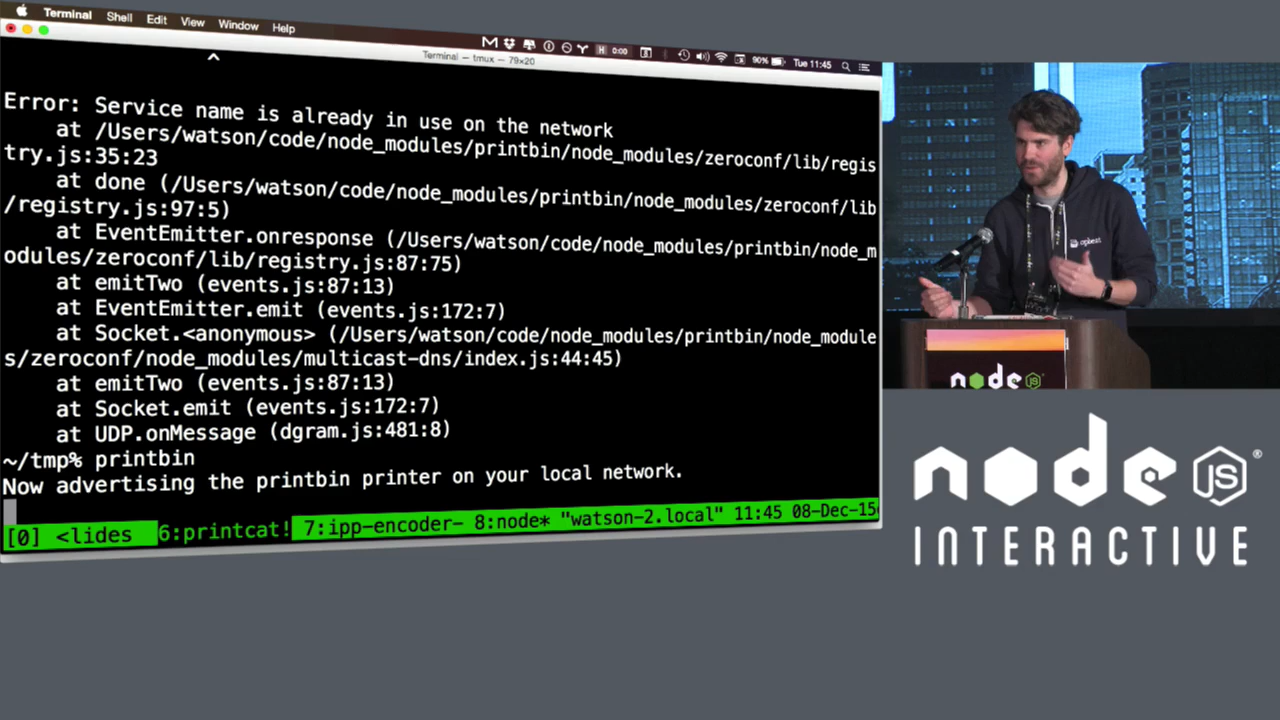 Terminal Shell Edit View Window Help
0:00 90% Tue 11:45
Terminal — tmux — 79×20
Error: Service name is already in use on the network
at /Users/watson/code/node_modules/printbin/node_modules/zeroconf/lib/regis
try.js:35:23
at done (/Users/watson/code/node_modules/printbin/node_modules/zeroconf/lib
/registry.js:97:5)
at EventEmitter.onresponse (/Users/watson/code/node_modules/printbin/node_m
odules/zeroconf/lib/registry.js:87:75)
at emitTwo (events.js:87:13)
at EventEmitter.emit (events.js:172:7)
at Socket.<anonymous> (/Users/watson/code/node_modules/printbin/node_module
s/zeroconf/node_modules/multicast-dns/index.js:44:45)
at emitTwo (events.js:87:13)
at Socket.emit (events.js:172:7)
at UDP.onMessage (dgram.js:481:8)
~/tmp% printbin
Now advertising the printbin printer on your local network.
[0] <lides 6:printcat! 7:ipp-encoder- 8:node* "watson-2.local" 11:45 08-Dec-15
opbeat
node JS
node JS ®
INTERACTIVE